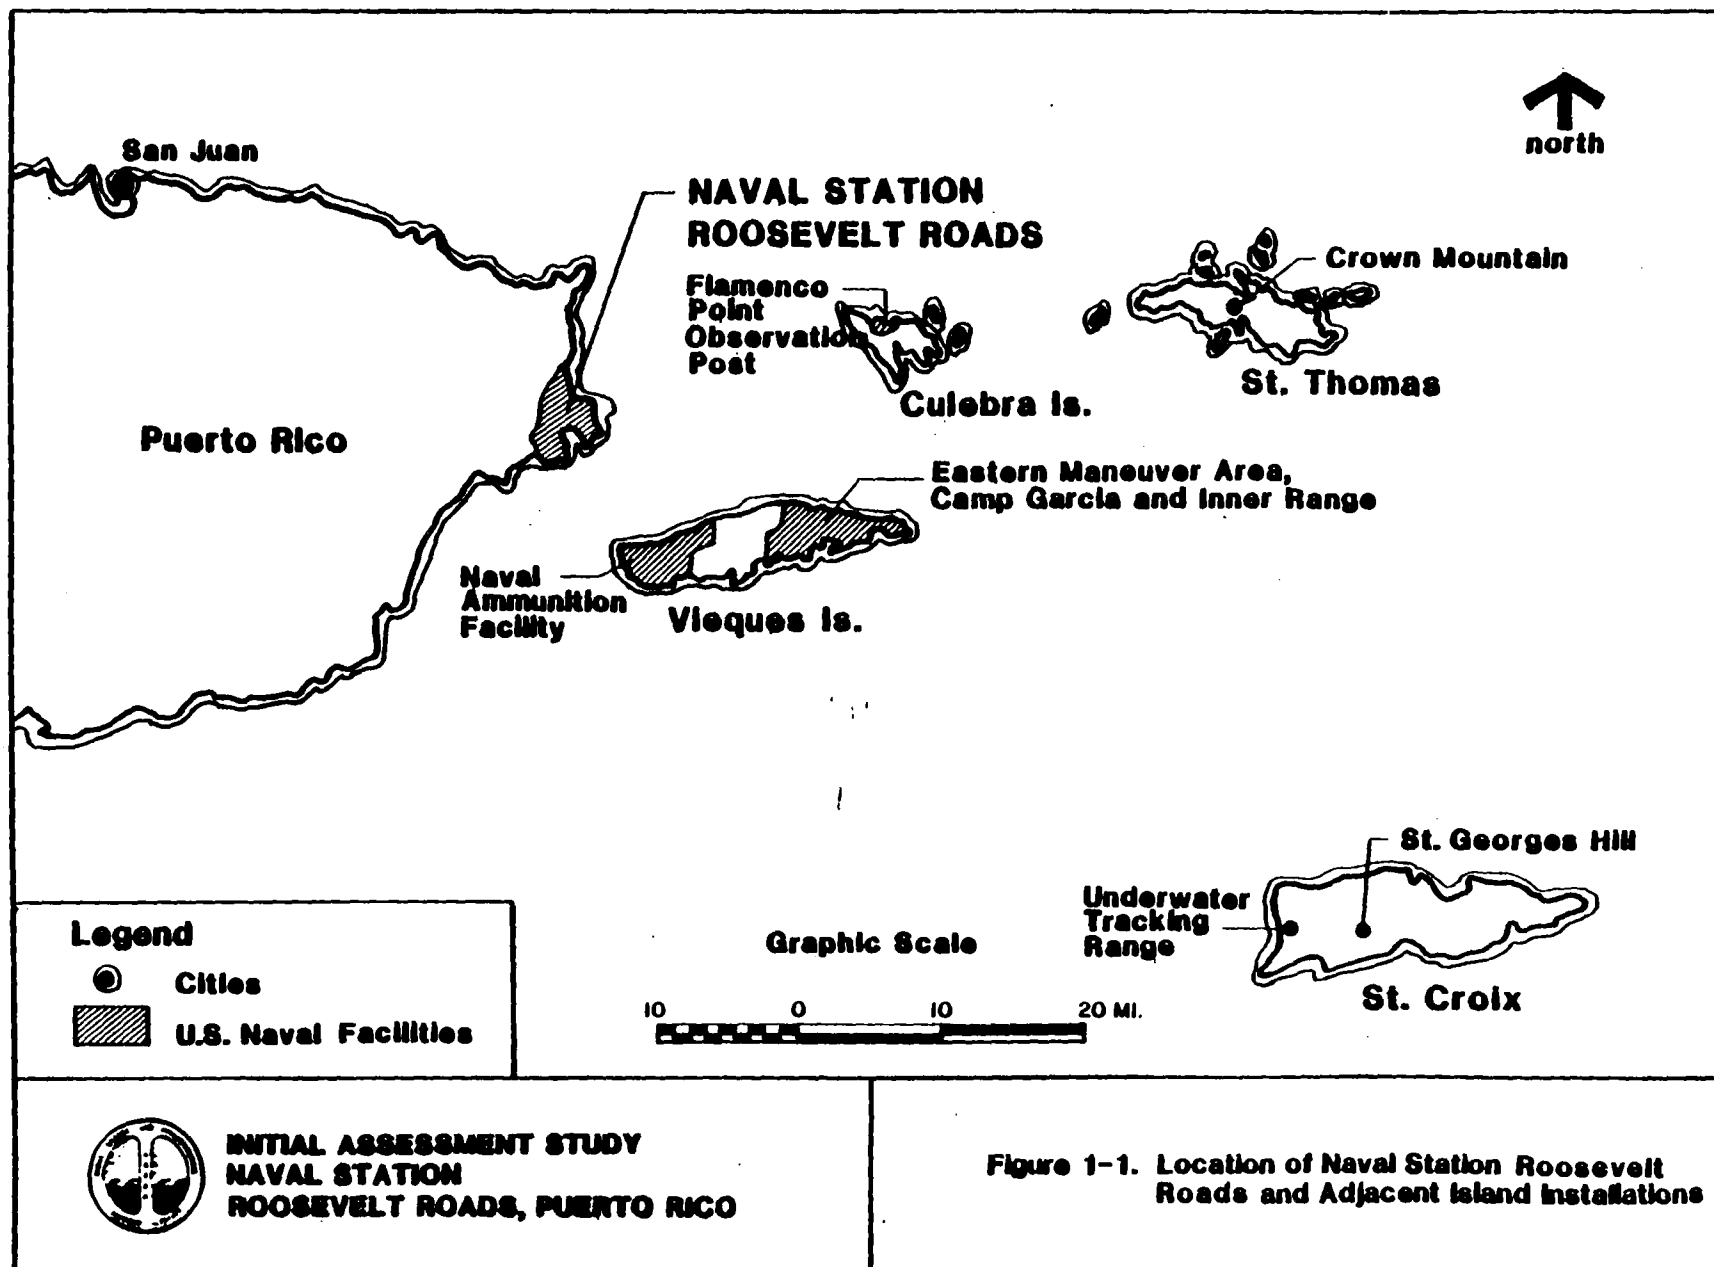 north
San Juan
NAVAL STATION
ROOSEVELT ROADS
Crown Mountain
Flamenco
Point
Observation
Post
St. Thomas
Culebra Is.
Puerto Rico
Eastern Maneuver Area,
Camp Garcia and Inner Range
Naval
Ammunition
Facility
Vieques Is.
St. Georges Hill
Underwater
Tracking
Range
St. Croix
Legend
Cities
U.S. Naval Facilities
Graphic Scale
10 0 10 20 MI.
INITIAL ASSESSMENT STUDY
NAVAL STATION
ROOSEVELT ROADS, PUERTO RICO
Figure 1-1. Location of Naval Station Roosevelt
Roads and Adjacent Island Installations